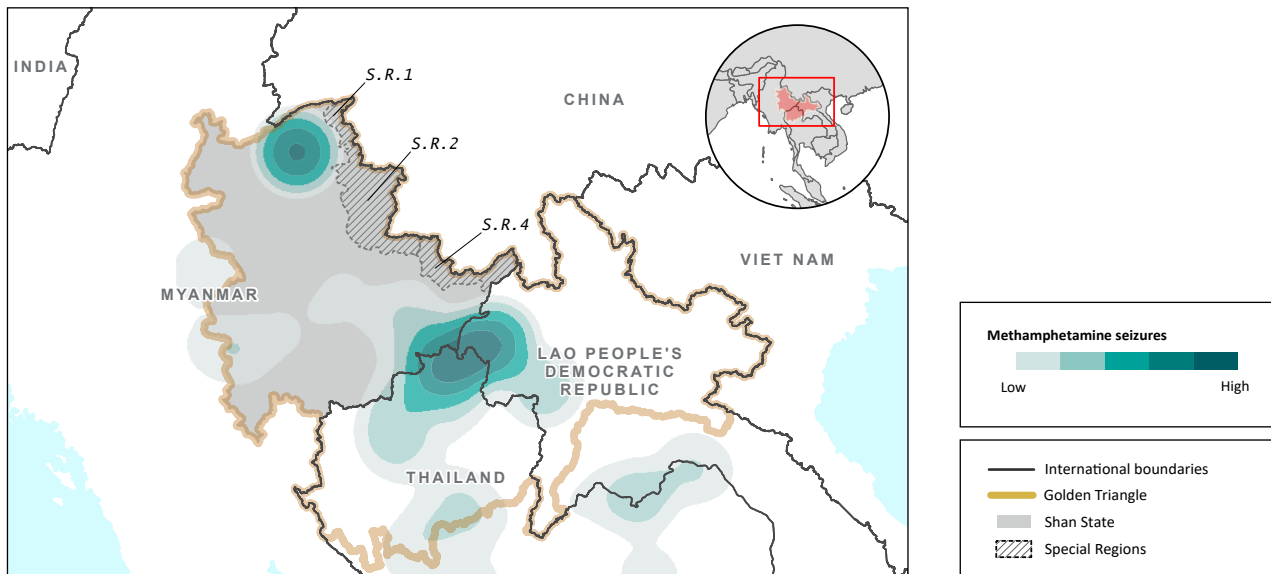 INDIA
S.R.1
CHINA
S.R.2
S.R.4
VIET NAM
MYANMAR
LAO PEOPLE'S
DEMOCRATIC
REPUBLIC
THAILAND
Methamphetamine seizures
Low
High
International boundaries
Golden Triangle
Shan State
Special Regions